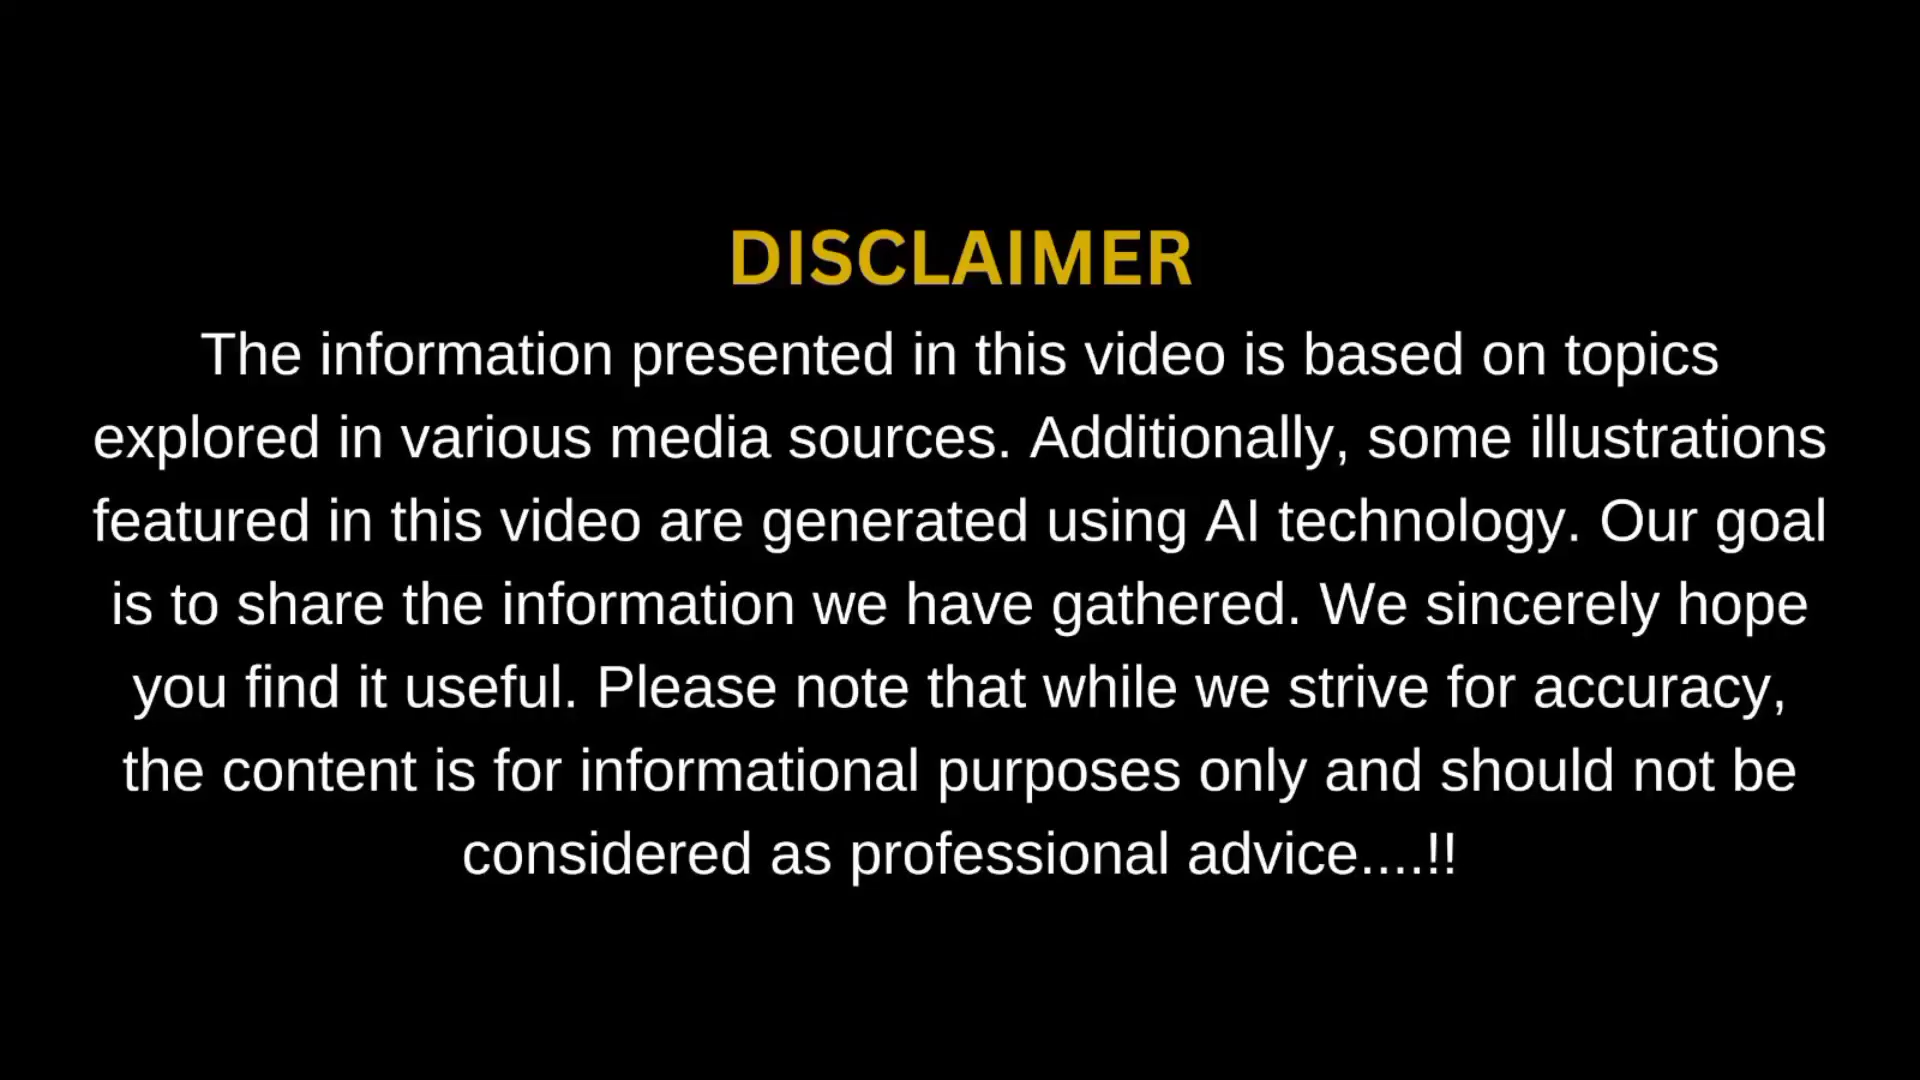 DISCLAIMER
The information presented in this video is based on topics
explored in various media sources. Additionally, some illustrations
featured in this video are generated using AI technology. Our goal
is to share the information we have gathered. We sincerely hope
you find it useful. Please note that while we strive for accuracy,
the content is for informational purposes only and should not be
considered as professional advice....!!